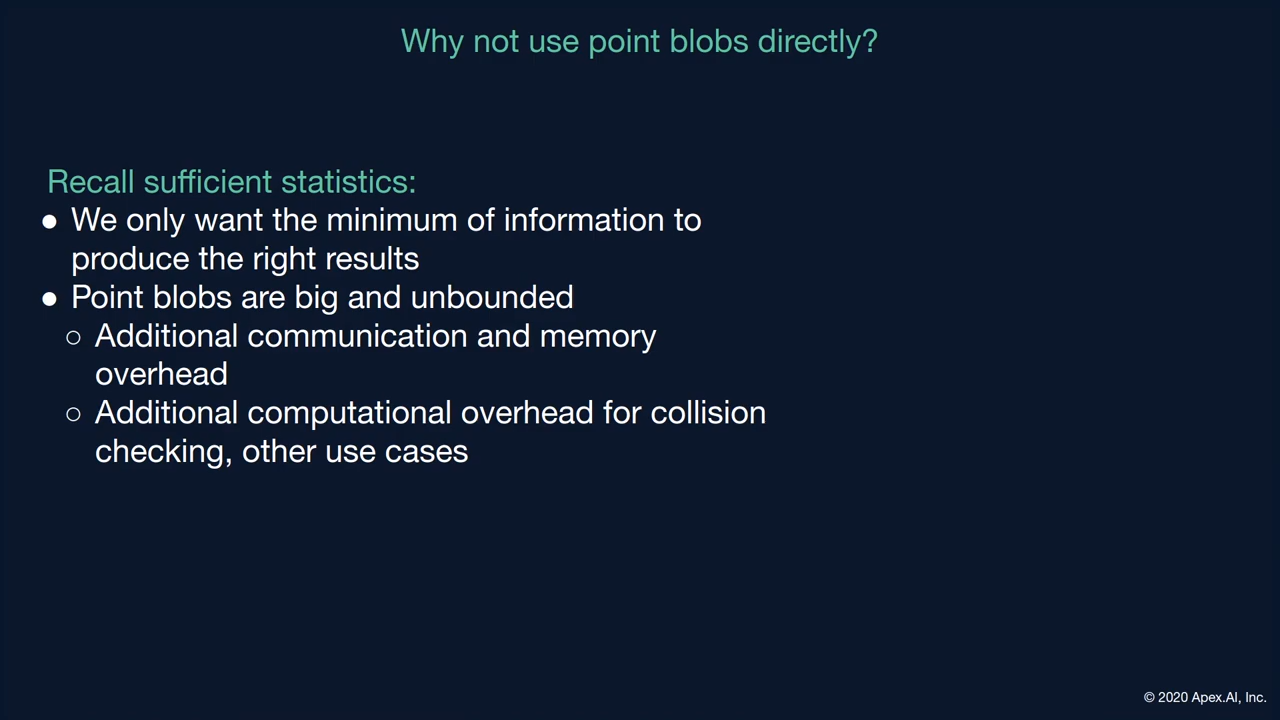 Why not use point blobs directly?
Recall sufficient statistics:
● We only want the minimum of information to
produce the right results
● Point blobs are big and unbounded
○ Additional communication and memory
overhead
○ Additional computational overhead for collision
checking, other use cases
© 2020 Apex.AI, Inc.